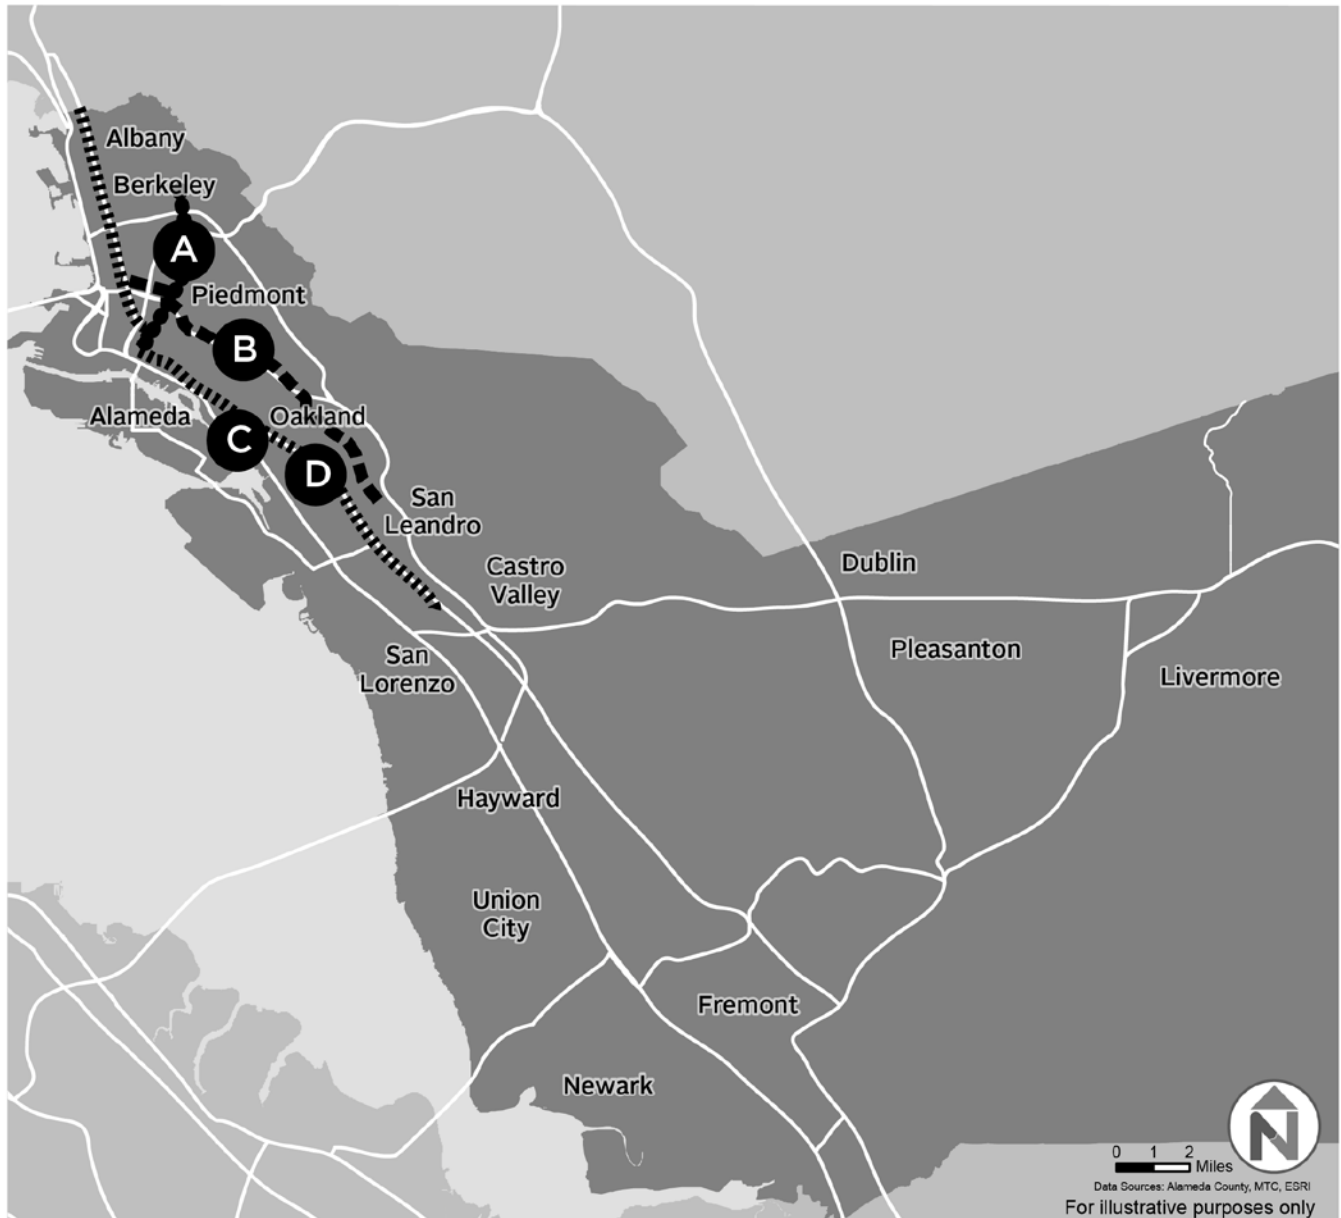 Albany
Berkeley
A
Piedmont
B
Alameda
Oakland
C
D
San
Leandro
Castro
Valley
Dublin
San
Lorenzo
Pleasanton
Livermore
Hayward
Union
City
Fremont
Newark
N
0 1 2
Miles
Data Sources: Alameda County, MTC, ESRI
For illustrative purposes only